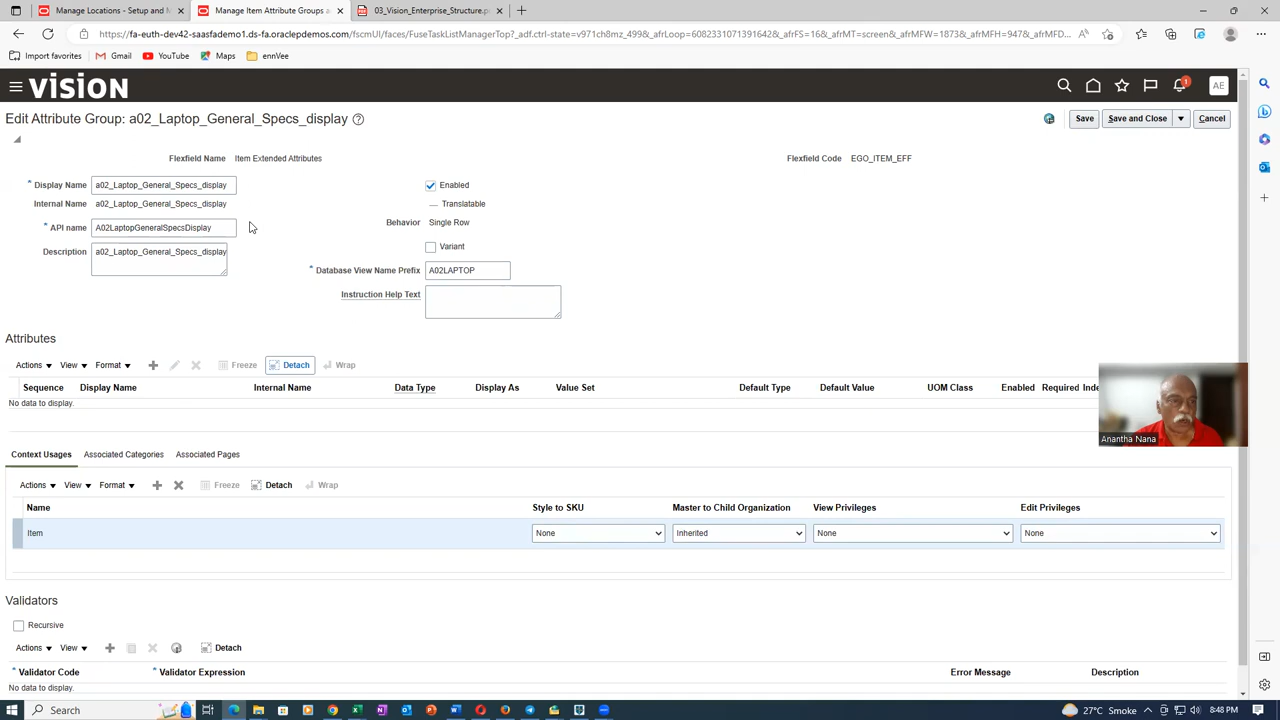 Manage Locations - Setup and M
Manage Item Attribute Groups a
03_Vision_Enterprise_Structure.p
https://fa-euth-dev42-saasfademo1.ds-fa.oraclepdemos.com/fscmUI/faces/FuseTaskListManagerTop?_adf.ctrl-state=v971ch8mz_499&_afrLoop=6082331071391642&_afrFS=16&_afrMT=screen&_afrMFW=1873&_afrMFH=947&_afrMFD...
Import favorites
Gmail
YouTube
Maps
ennVee
VISION
1
AE
Edit Attribute Group: a02_Laptop_General_Specs_display
Save
Save and Close
Cancel
Flexfield Name Item Extended Attributes
Flexfield Code EGO_ITEM_EFF
* Display Name a02_Laptop_General_Specs_display
Enabled
Internal Name a02_Laptop_General_Specs_display
Translatable
* API name A02LaptopGeneralSpecsDisplay
Behavior Single Row
Description a02_Laptop_General_Specs_display
Variant
* Database View Name Prefix A02LAPTOP
Instruction Help Text
Attributes
Actions View Format Freeze Detach Wrap
Sequence Display Name Internal Name Data Type Display As Value Set Default Type Default Value UOM Class Enabled Required Inde
No data to display.
Anantha Nana
Context Usages Associated Categories Associated Pages
Actions View Format Freeze Detach Wrap
Name Style to SKU Master to Child Organization View Privileges Edit Privileges
Item None Inherited None None
Validators
Recursive
Actions View Detach
* Validator Code * Validator Expression Error Message Description
No data to display.
Search
27°C Smoke
8:48 PM